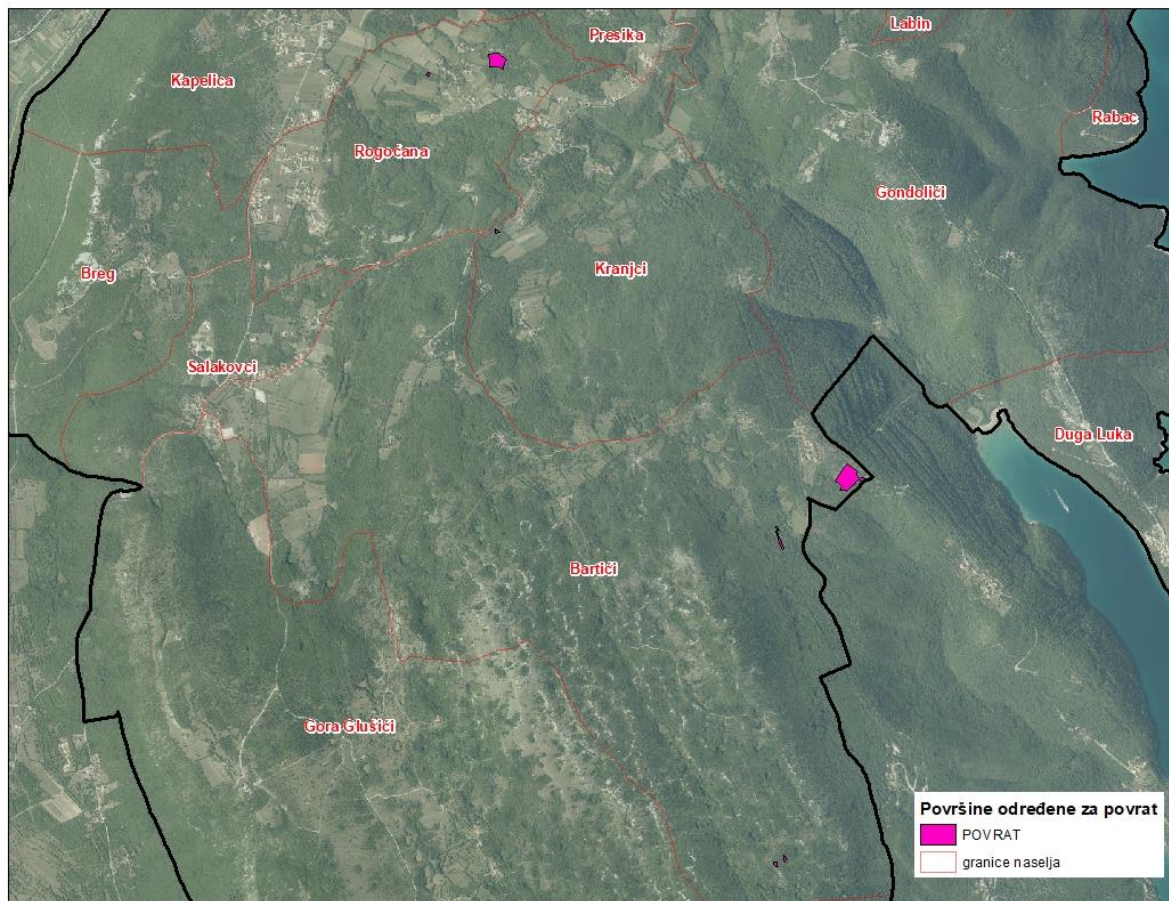 Labin
Presika
Kapelica
Rabac
Rogočana
Gondolići
Kranjci
Breg
Salakovci
Duga Luka
Bartići
Gora Glušići
Površine određene za povrat
POVRAT
granice naselja